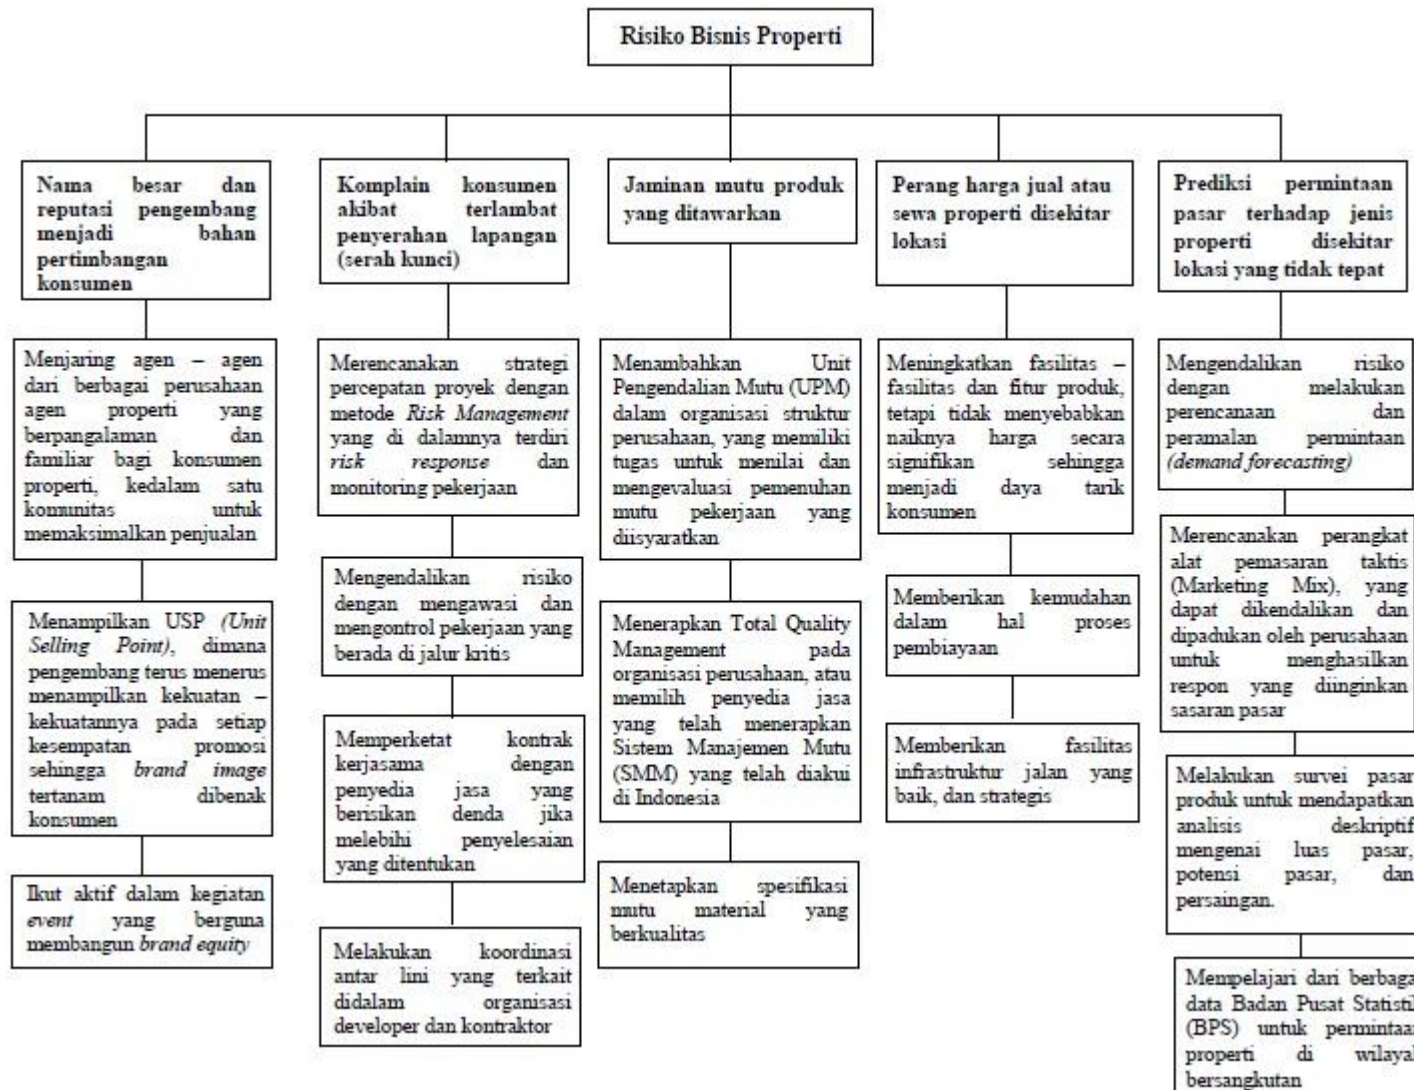 Risiko Bisnis Properti
Nama besar dan
reputasi pengembang
menjadi bahan
pertimbangan
konsumen
Menjaring agen – agen
dari berbagai perusahaan
agen properti yang
berpangalaman dan
familiar bagi konsumen
properti, kedalam satu
komunitas untuk
memaksimalkan penjualan
Menampilkan USP (Unit
Selling Point), dimana
pengembang terus menerus
menampilkan kekuatan –
kekuatannya pada setiap
kesempatan promosi
sehingga brand image
tertanam dibenak
konsumen
Ikut aktif dalam kegiatan
event yang berguna
membangun brand equity
Komplain konsumen
akibat terlambat
penyerahan lapangan
(serah kunci)
Merencanakan strategi
percepatan proyek dengan
metode Risk Management
yang di dalamnya terdiri
risk response dan
monitoring pekerjaan
Mengendalikan risiko
dengan mengawasi dan
mengontrol pekerjaan yang
berada di jalur kritis
Memperketat kontrak
kerjasama dengan
penyedia jasa yang
berisikan denda jika
melebihi penyelesaian
yang ditentukan
Melakukan koordinasi
antar lini yang terkait
didalam organisasi
developer dan kontraktor
Jaminan mutu produk
yang ditawarkan
Menambahkan Unit
Pengendalian Mutu (UPM)
dalam organisasi struktur
perusahaan, yang memiliki
tugas untuk menilai dan
mengevaluasi pemenuhan
mutu pekerjaan yang
diisyaratkan
Menerapkan Total Quality
Management pada
organisasi perusahaan, atau
memilih penyedia jasa
yang telah menerapkan
Sistem Manajemen Mutu
(SMM) yang telah diakui
di Indonesia
Menetapkan spesifikasi
mutu material yang
berkualitas
Perang harga jual atau
sewa properti disekitar
lokasi
Meningkatkan fasilitas –
fasilitas dan fitur produk,
tetapi tidak menyebabkan
naiknya harga secara
signifikan sehingga
menjadi daya tarik
konsumen
Memberikan kemudahan
dalam hal proses
pembiayaan
Memberikan fasilitas
infrastruktur jalan yang
baik, dan strategis
Prediksi permintaan
pasar terhadap jenis
properti disekitar
lokasi yang tidak tepat
Mengendalikan risiko
dengan melakukan
perencanaan dan
peramalan permintaan
(demand forecasting)
Merencanakan perangkat
alat pemasaran taktis
(Marketing Mix), yang
dapat dikendalikan dan
dipadukan oleh perusahaan
untuk menghasilkan
respon yang diinginkan
sasaran pasar
Melakukan survei pasar
produk untuk mendapatkan
analisis deskriptif
mengenai luas pasar,
potensi pasar, dan
persaingan.
Mempelajari dari berbaga
data Badan Pusat Statistil
(BPS) untuk permintaan
properti di wilayal
bersangkutan